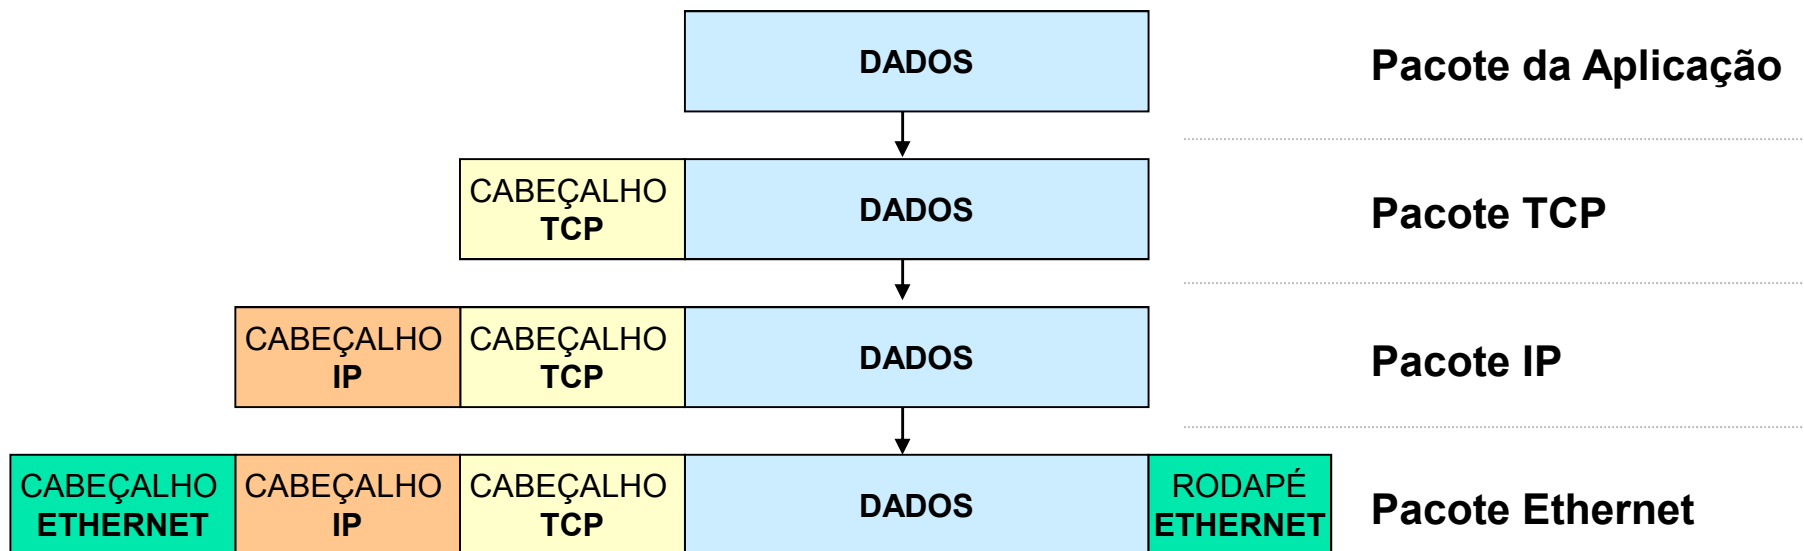 DADOS
Pacote da Aplicação
CABEÇALHO
TCP
DADOS
Pacote TCP
CABEÇALHO
IP
CABEÇALHO
TCP
DADOS
Pacote IP
CABEÇALHO
ETHERNET
CABEÇALHO
IP
CABEÇALHO
TCP
DADOS
RODAPÉ
ETHERNET
Pacote Ethernet